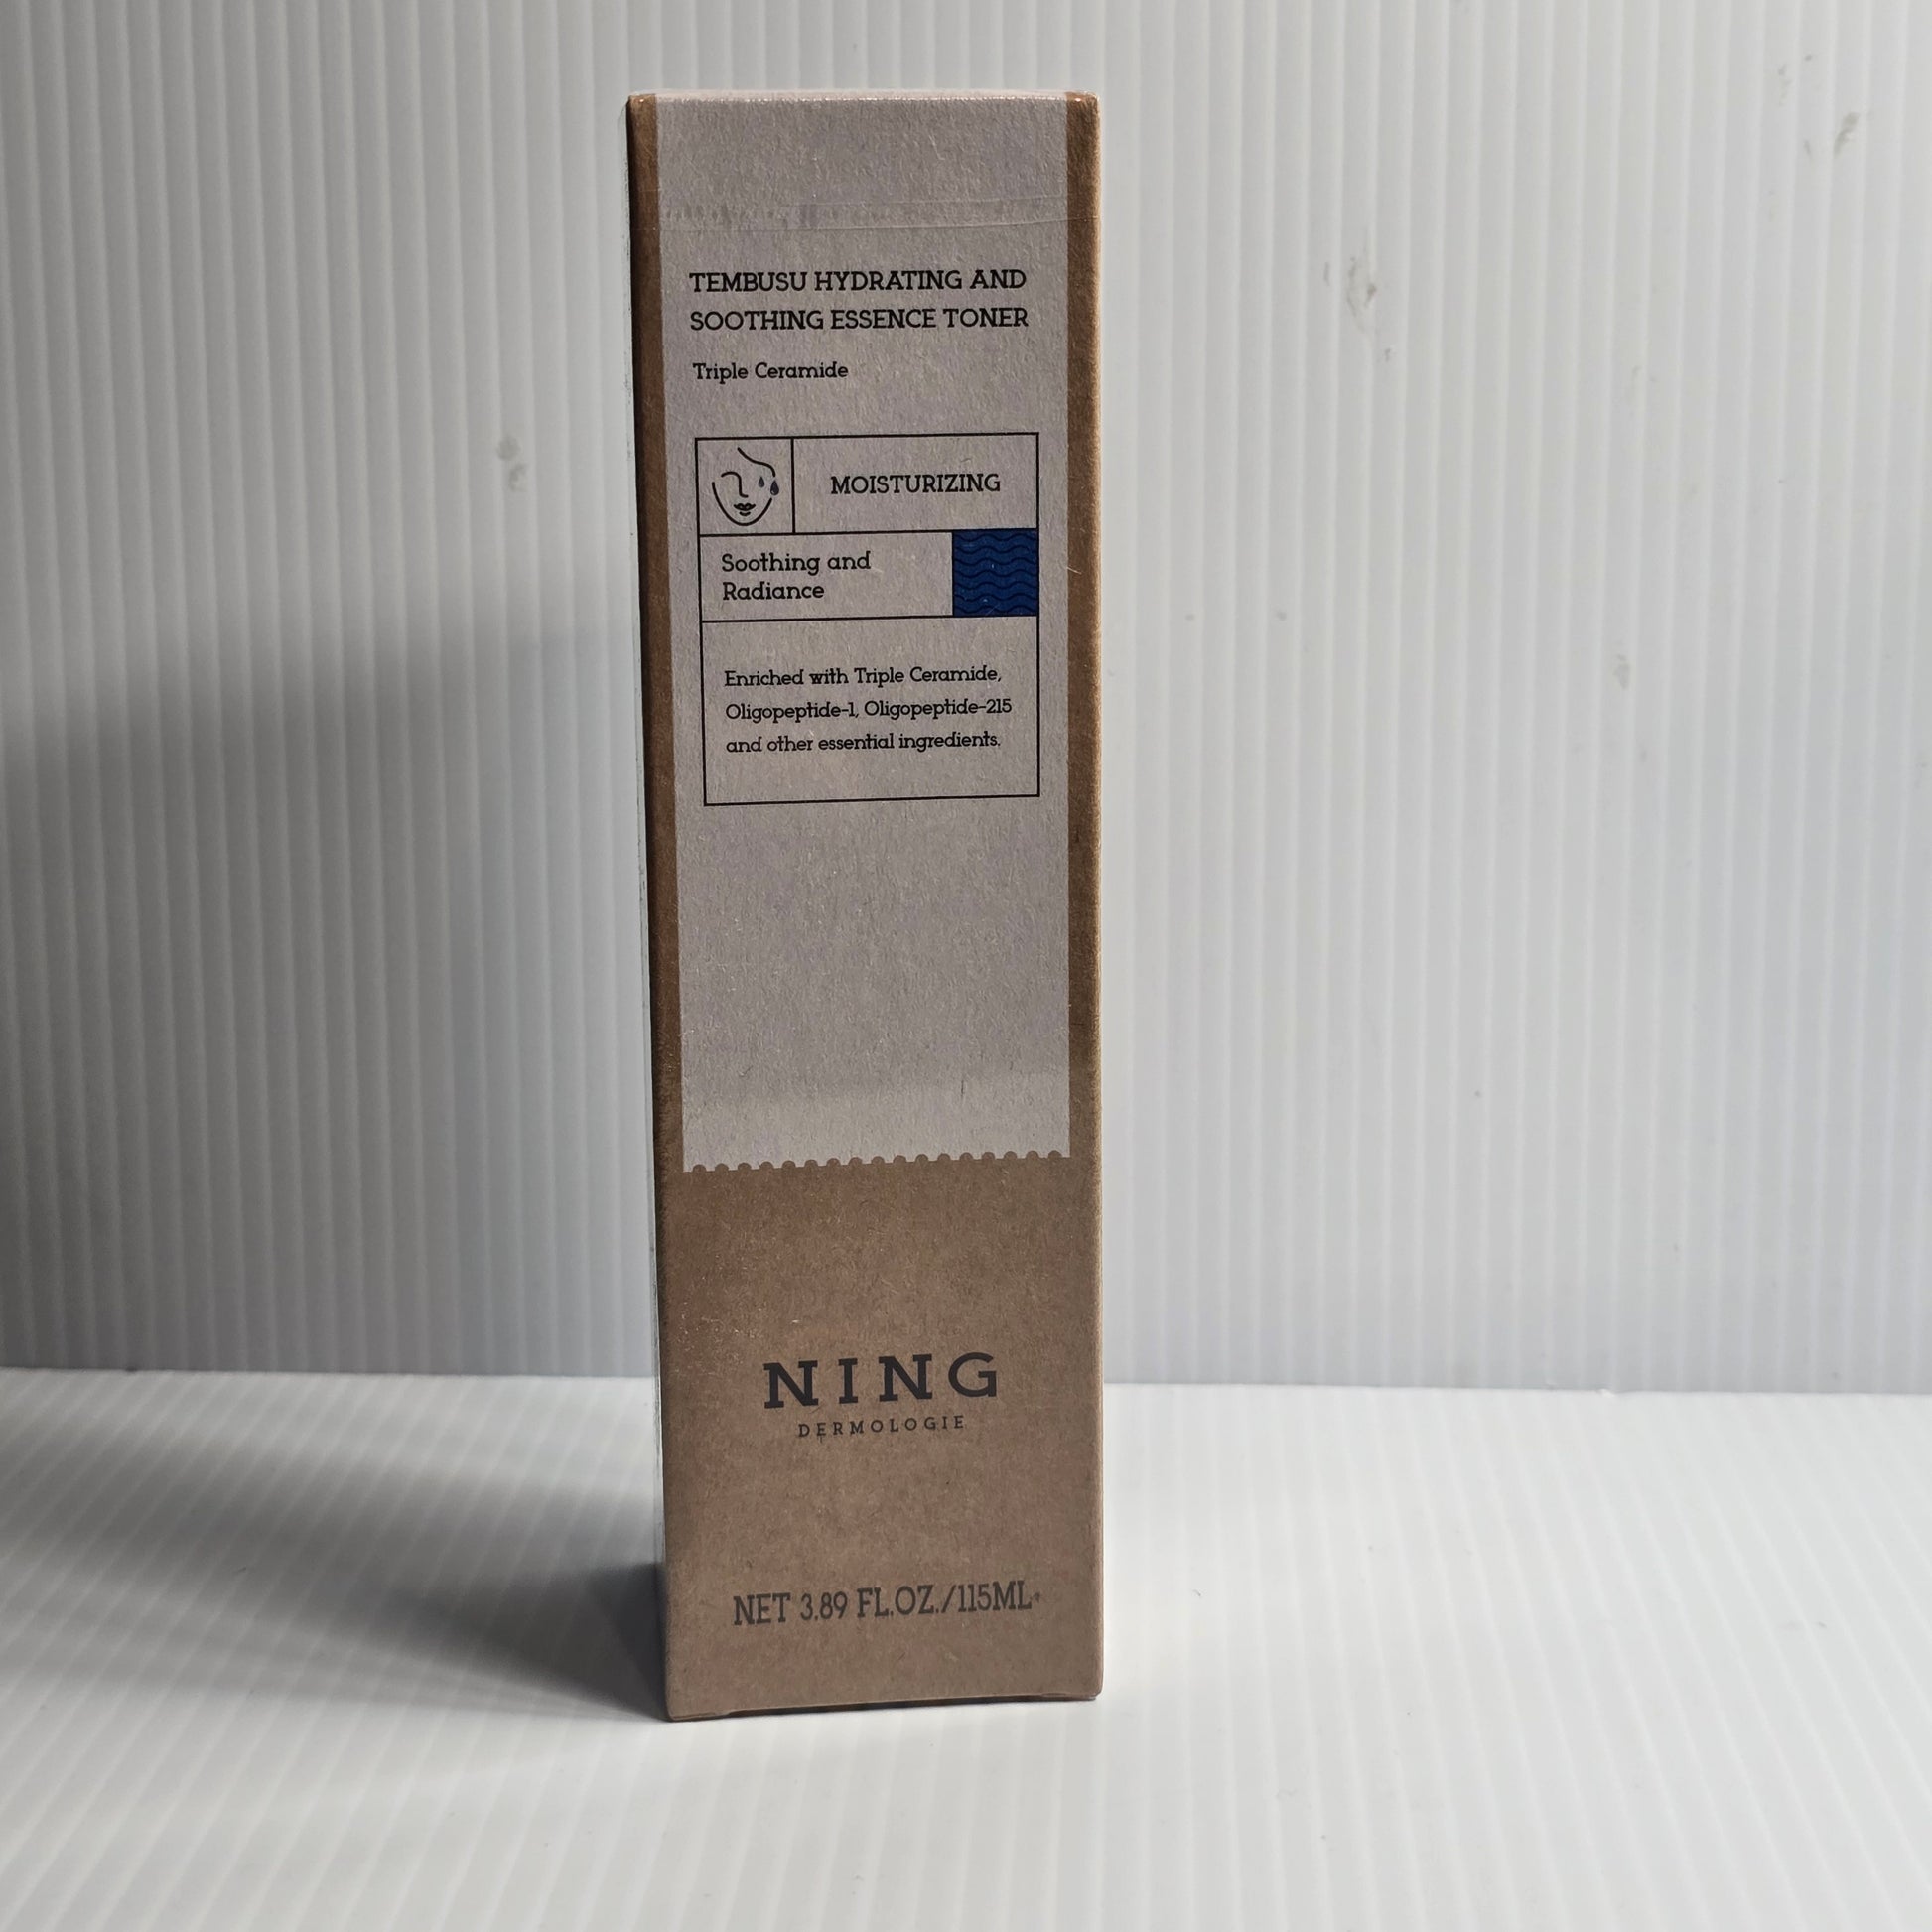 TEMBUSU HYDRATING AND
SOOTHING ESSENCE TONER
Triple Ceramide
MOISTURIZING
Soothing and
Radiance
Enriched with Triple Ceramide,
Oligopeptide-1, Oligopeptide-215
and other essential ingredients.
NING
DERMOLOGIE
NET 3.89 FL.OZ./115ML